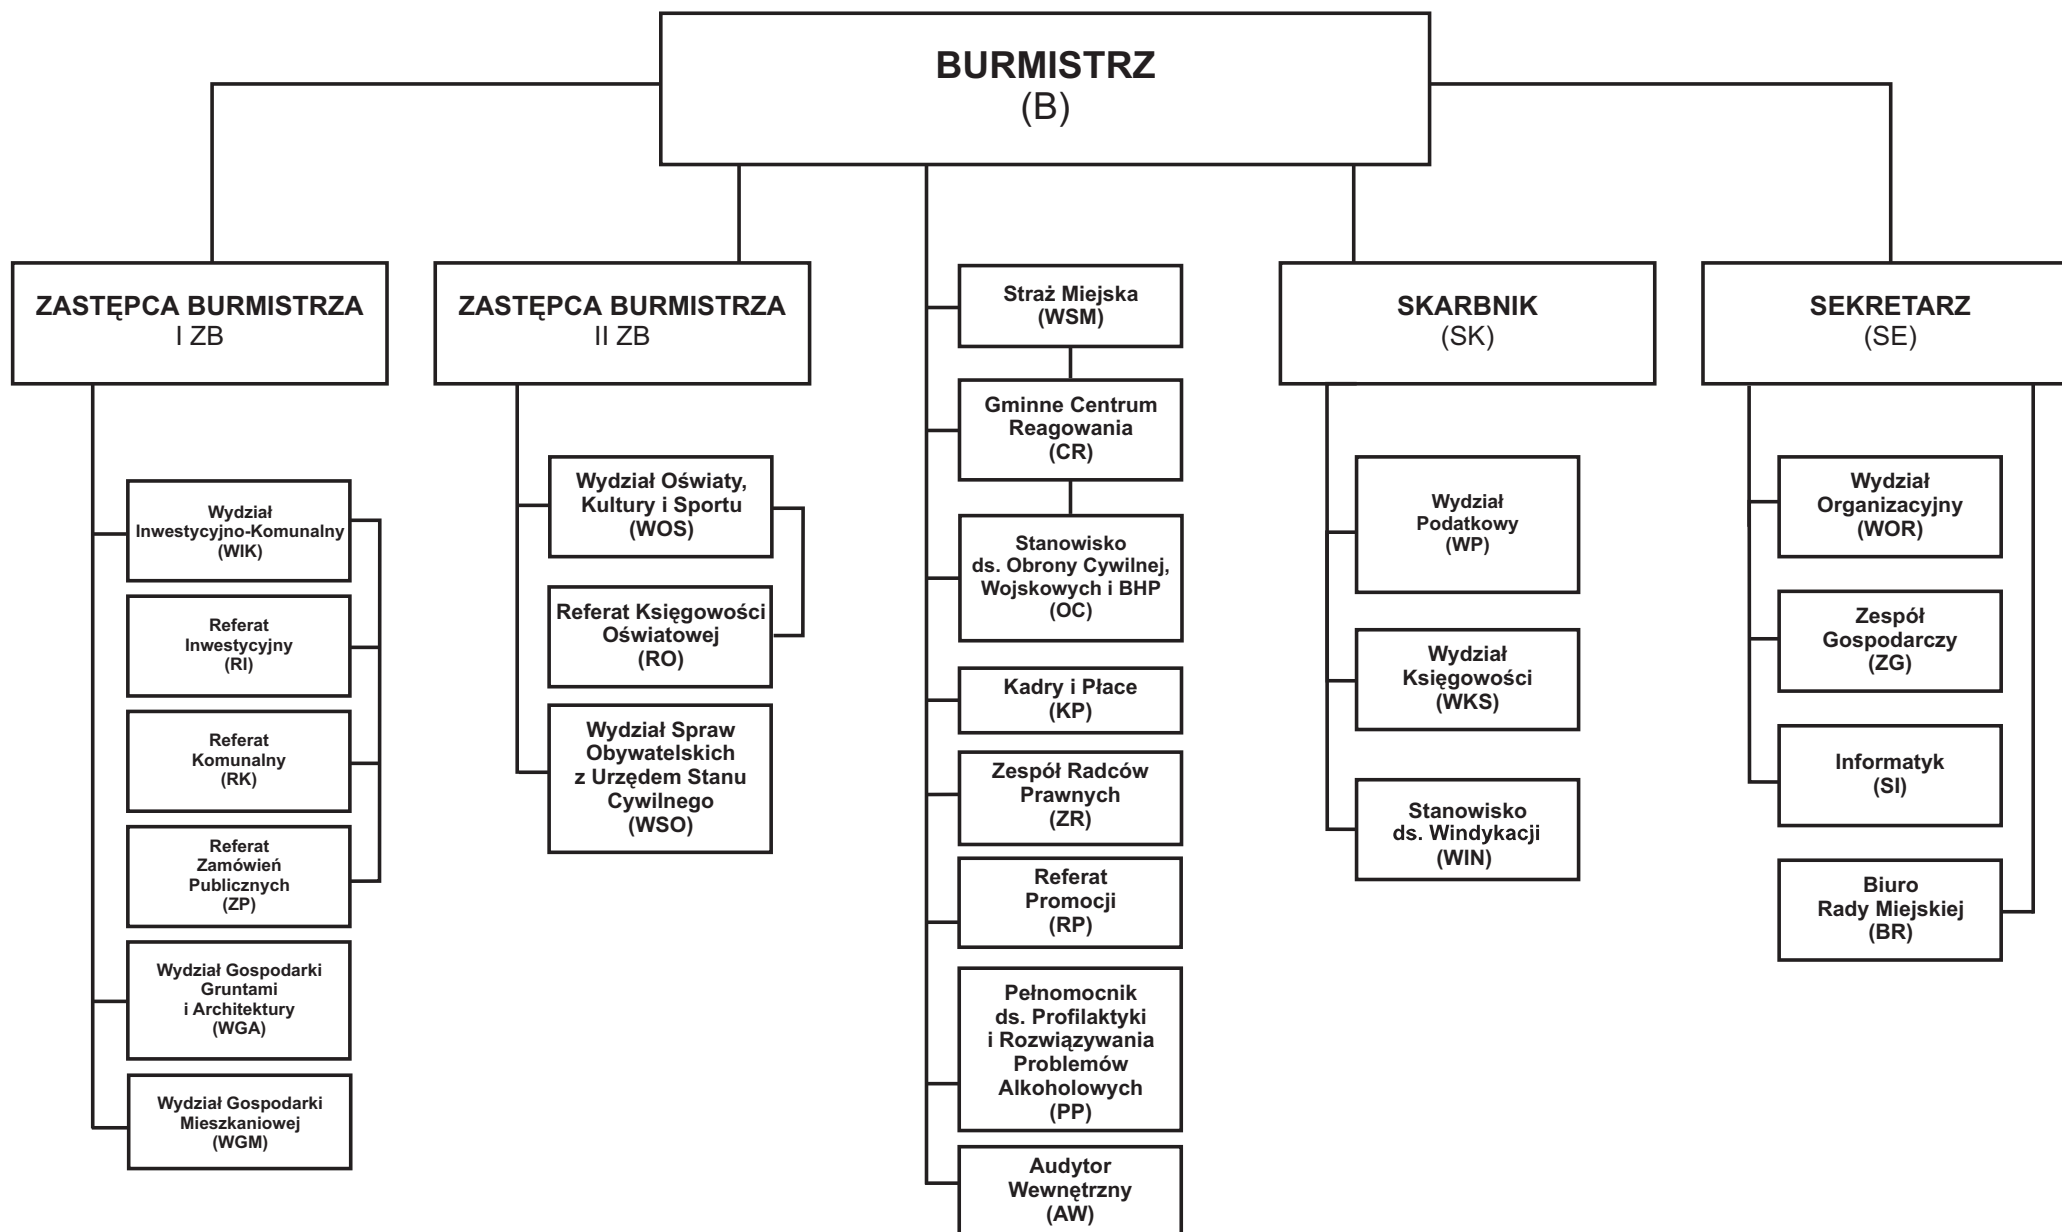 BURMISTRZ
(B)
ZASTĘPCA BURMISTRZA
I ZB
Wydział
Inwestycyjno-Komunalny
(WIK)
Referat
Inwestycyjny
(RI)
Referat
Komunalny
(RK)
Referat
Zamówień
Publicznych
(ZP)
Wydział Gospodarki
Gruntami
i Architektury
(WGA)
Wydział Gospodarki
Mieszkaniowej
(WGM)
ZASTĘPCA BURMISTRZA
II ZB
Wydział Oświaty,
Kultury i Sportu
(WOS)
Referat Księgowości
Oświatowej
(RO)
Wydział Spraw
Obywatelskich
z Urzędem Stanu
Cywilnego
(WSO)
Straż Miejska
(WSM)
Gminne Centrum
Reagowania
(CR)
Stanowisko
ds. Obrony Cywilnej,
Wojskowych i BHP
(OC)
Kadry i Płace
(KP)
Zespół Radców
Prawnych
(ZR)
Referat
Promocji
(RP)
Pełnomocnik
ds. Profilaktyki
i Rozwiązywania
Problemów
Alkoholowych
(PP)
Audytor
Wewnętrzny
(AW)
SKARBNIK
(SK)
Wydział
Podatkowy
(WP)
Wydział
Księgowości
(WKS)
Stanowisko
ds. Windykacji
(WIN)
SEKRETARZ
(SE)
Wydział
Organizacyjny
(WOR)
Zespół
Gospodarczy
(ZG)
Informatyk
(SI)
Biuro
Rady Miejskiej
(BR)